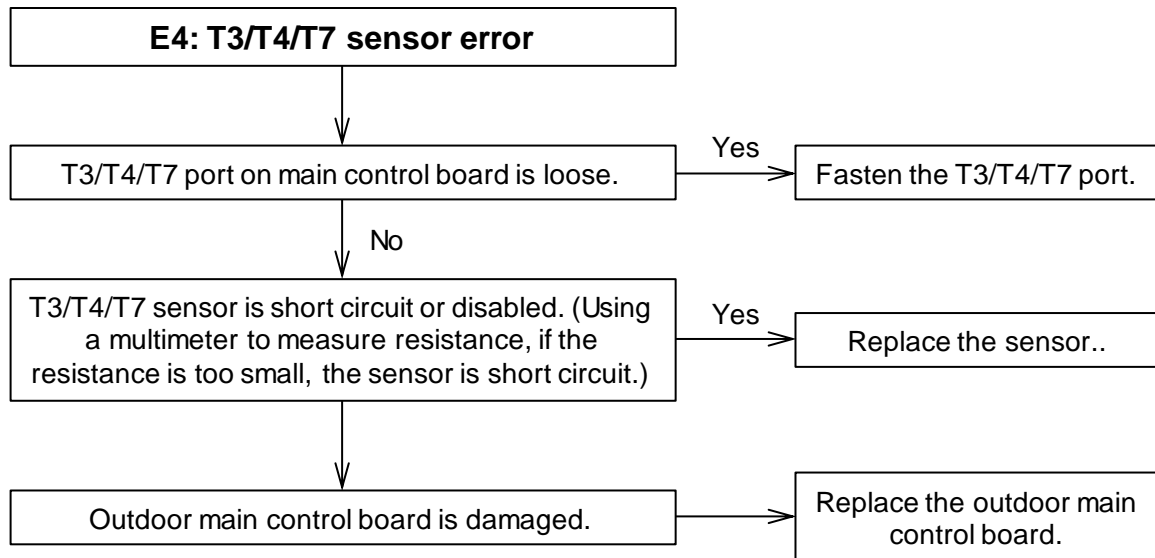 E4: T3/T4/T7 sensor error
T3/T4/T7 port on main control board is loose.
Yes
Fasten the T3/T4/T7 port.
No
T3/T4/T7 sensor is short circuit or disabled. (Using
a multimeter to measure resistance, if the
resistance is too small, the sensor is short circuit.)
Yes
Replace the sensor..
Outdoor main control board is damaged.
Replace the outdoor main
control board.